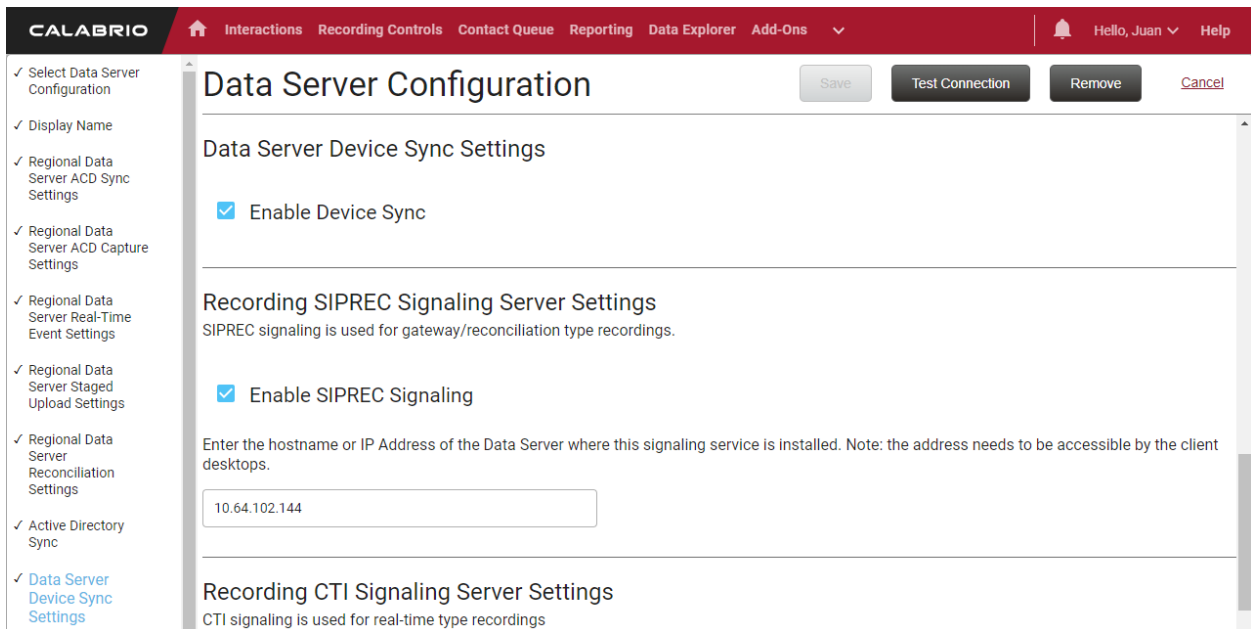 CALABRIO
Interactions Recording Controls Contact Queue Reporting Data Explorer Add-Ons
Hello, Juan Help
✓ Select Data Server
Configuration
✓ Display Name
✓ Regional Data
Server ACD Sync
Settings
✓ Regional Data
Server ACD Capture
Settings
✓ Regional Data
Server Real-Time
Event Settings
✓ Regional Data
Server Staged
Upload Settings
✓ Regional Data
Server
Reconciliation
Settings
✓ Active Directory
Sync
✓ Data Server
Device Sync
Settings
Data Server Configuration
Save
Test Connection
Remove
Cancel
Data Server Device Sync Settings
Enable Device Sync
Recording SIPREC Signaling Server Settings
SIPREC signaling is used for gateway/reconciliation type recordings.
Enable SIPREC Signaling
Enter the hostname or IP Address of the Data Server where this signaling service is installed. Note: the address needs to be accessible by the client
desktops.
10.64.102.144
Recording CTI Signaling Server Settings
CTI signaling is used for real-time type recordings